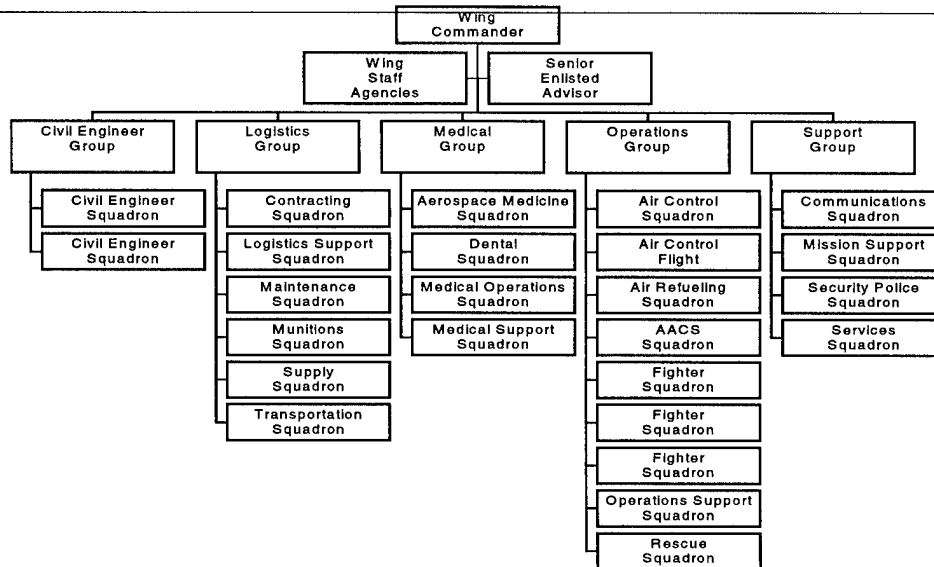 Wing
Commander
Wing
Staff
Agencies
Senior
Enlisted
Advisor
Civil Engineer
Group
Logistics
Group
Medical
Group
Operations
Group
Support
Group
Civil Engineer
Squadron
Civil Engineer
Squadron
Contracting
Squadron
Logistics Support
Squadron
Maintenance
Squadron
Munitions
Squadron
Supply
Squadron
Transportation
Squadron
Aerospace Medicine
Squadron
Dental
Squadron
Medical Operations
Squadron
Medical Support
Squadron
Air Control
Squadron
Air Control
Flight
Air Refueling
Squadron
AACS
Squadron
Fighter
Squadron
Fighter
Squadron
Fighter
Squadron
Operations Support
Squadron
Rescue
Squadron
Communications
Squadron
Mission Support
Squadron
Security Police
Squadron
Services
Squadron